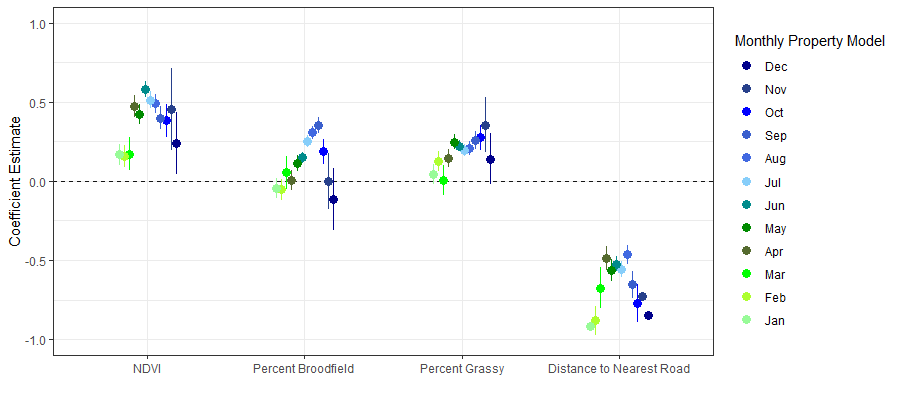 Monthly Property Model
Dec
Nov
Oct
Sep
Aug
Jul
Jun
May
Apr
Mar
Feb
Jan
Coefficient Estimate
1.0
0.5
0.0
-0.5
-1.0
NDVI
Percent Broodfield
Percent Grassy
Distance to Nearest Road